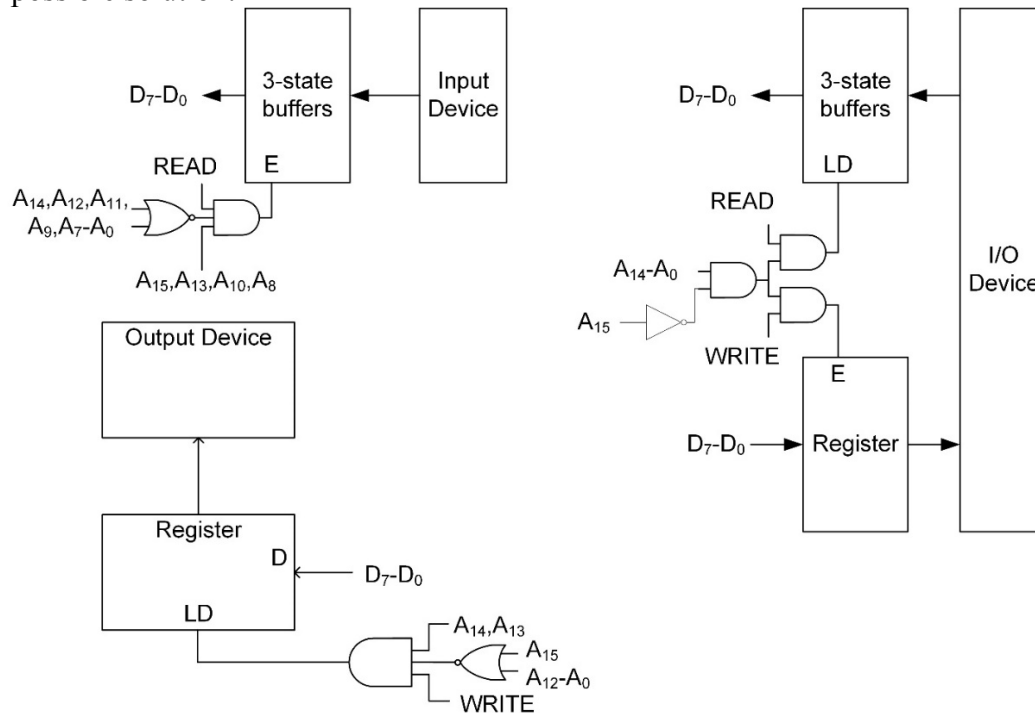 possible solution.
3-state
buffers
E
Input
Device
D₇-D₀
READ
A₁₄,A₁₂,A₁₁,
A₉,A₇-A₀
A₁₅,A₁₃,A₁₀,A₈
Output Device
Register
D
LD
D₇-D₀
A₁₄,A₁₃
A₁₅
A₁₂-A₀
WRITE
3-state
buffers
LD
D₇-D₀
READ
A₁₄-A₀
A₁₅
WRITE
E
Register
D₇-D₀
I/O
Device